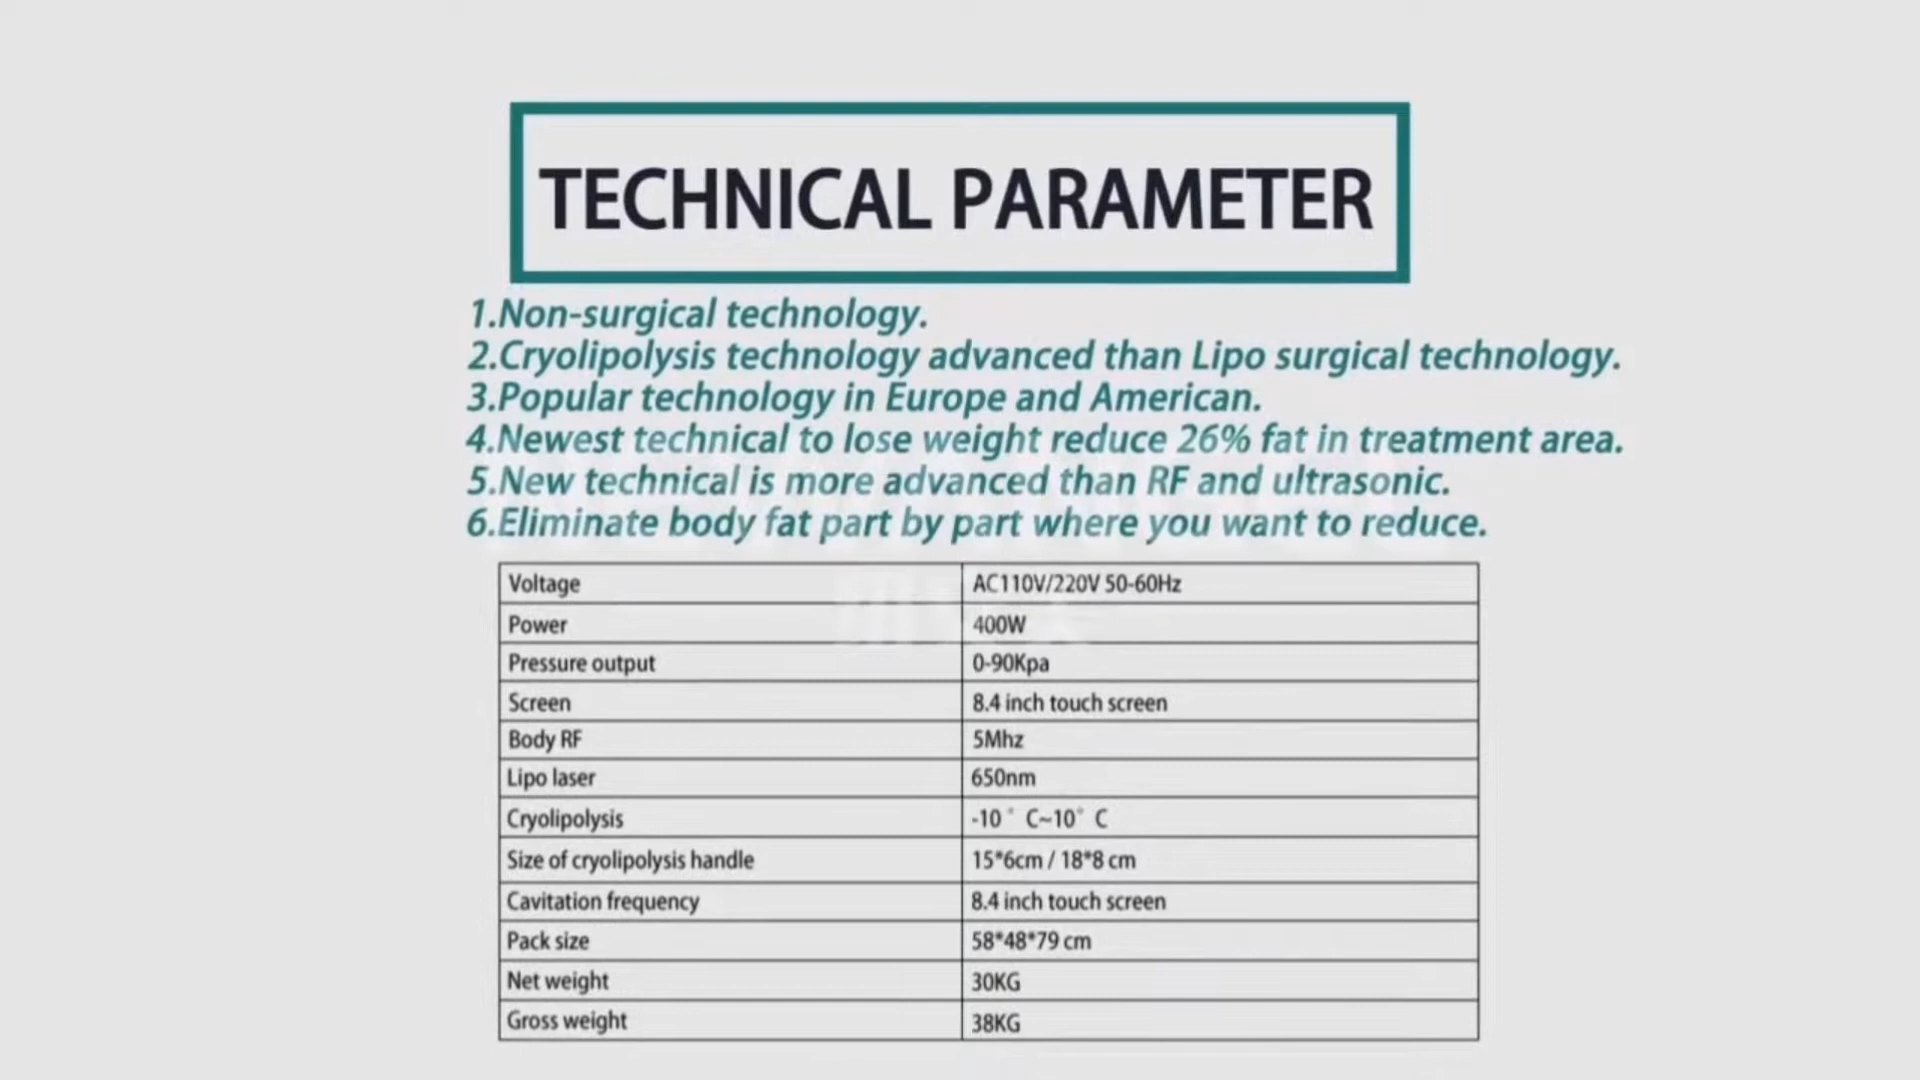 TECHNICAL PARAMETER
1.Non-surgical technology.
2.Cryolipolysis technology advanced than Lipo surgical technology.
3.Popular technology in Europe and American.
4.Newest technical to lose weight reduce 26% fat in treatment area.
5.New technical is more advanced than RF and ultrasonic.
6.Eliminate body fat part by part where you want to reduce.
Voltage AC110V/220V 50-60Hz
Power 400W
Pressure output 0-90Kpa
Screen 8.4 inch touch screen
Body RF 5Mhz
Lipo laser 650nm
Cryolipolysis -10° C~10° C
Size of cryolipolysis handle 15*6cm / 18*8 cm
Cavitation frequency 8.4 inch touch screen
Pack size 58*48*79 cm
Net weight 30KG
Gross weight 38KG